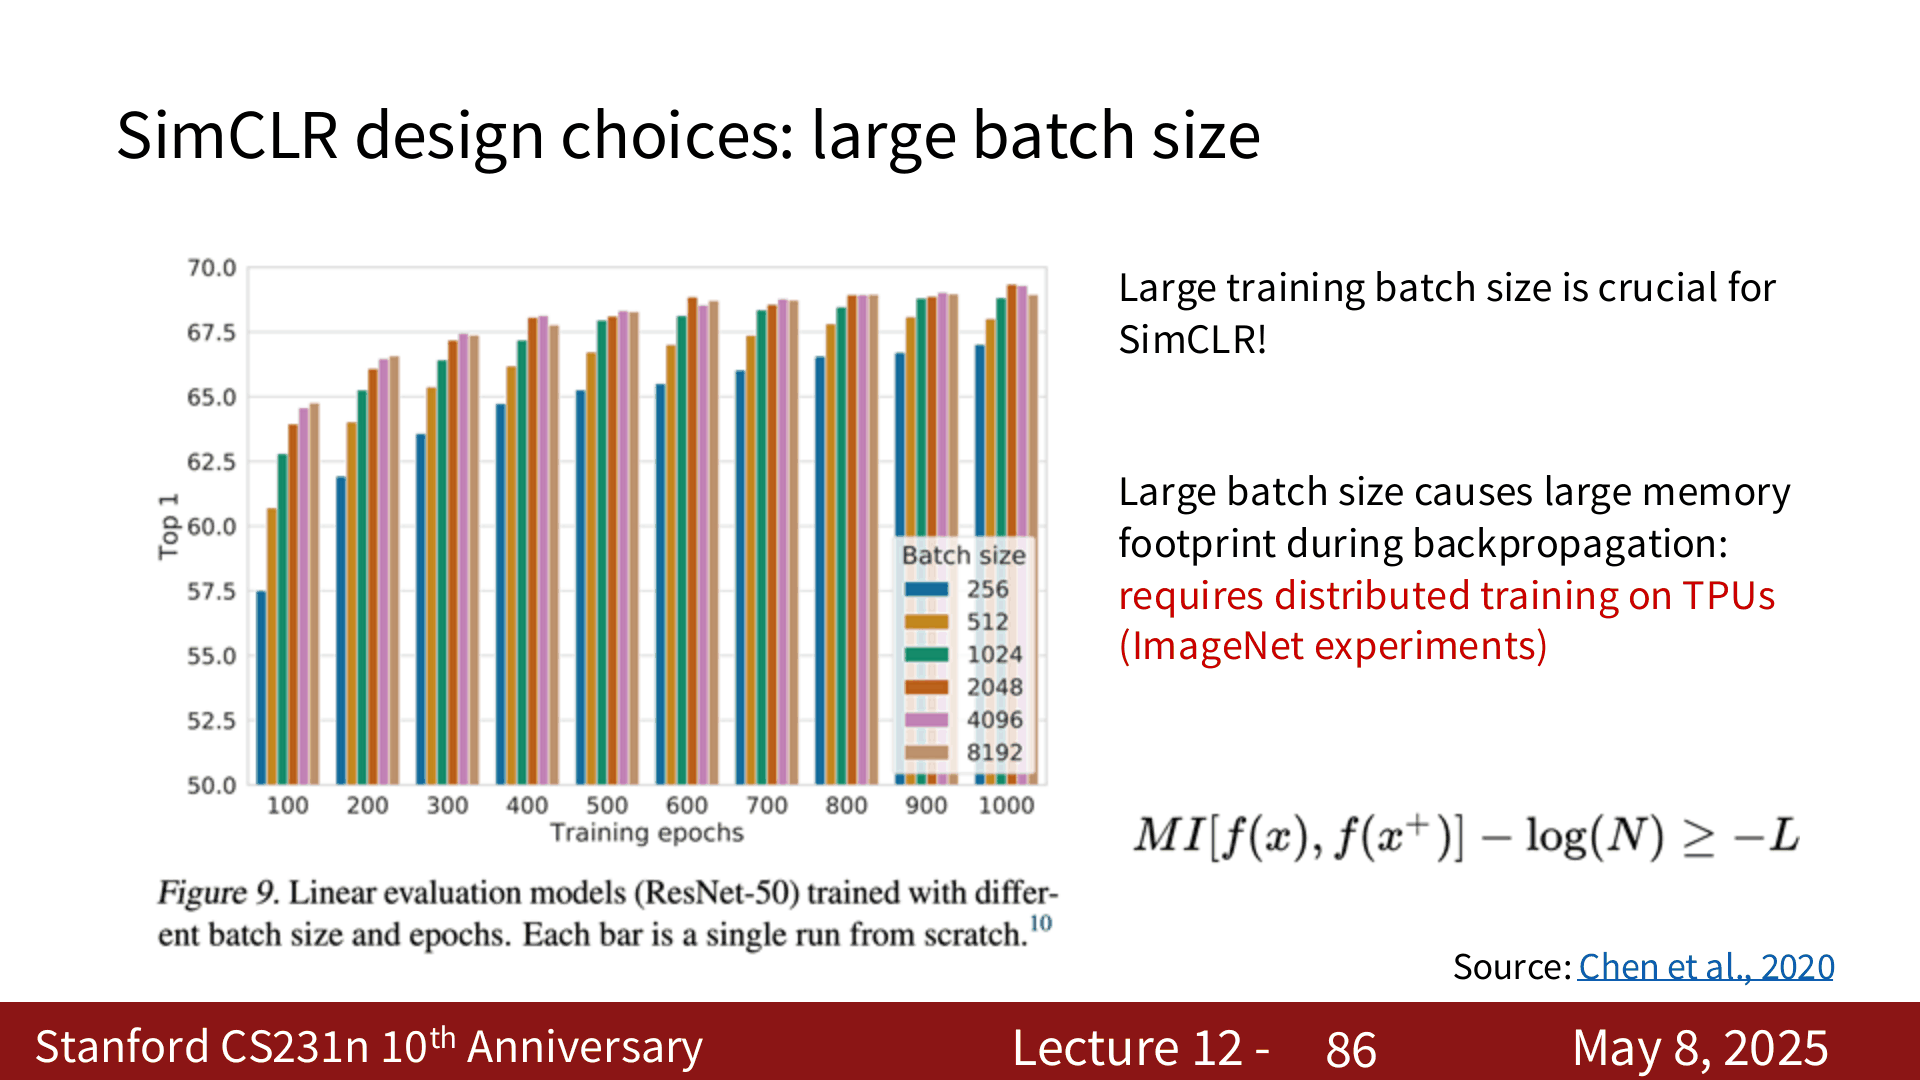 SimCLR design choices: large batch size
70.0
67.5
65.0
62.5
60.0
57.5
55.0
52.5
50.0
Top 1
100 200 300 400 500 600 700 800 900 1000
Training epochs
Batch size
256
512
1024
2048
4096
8192
Figure 9. Linear evaluation models (ResNet-50) trained with differ-
ent batch size and epochs. Each bar is a single run from scratch.10
Large training batch size is crucial for
SimCLR!
Large batch size causes large memory
footprint during backpropagation:
requires distributed training on TPUs
(ImageNet experiments)
MI[f(x), f(x⁺)] − log(N) ≥ −L
Source: Chen et al., 2020
Stanford CS231n 10th Anniversary
Lecture 12 - 86
May 8, 2025